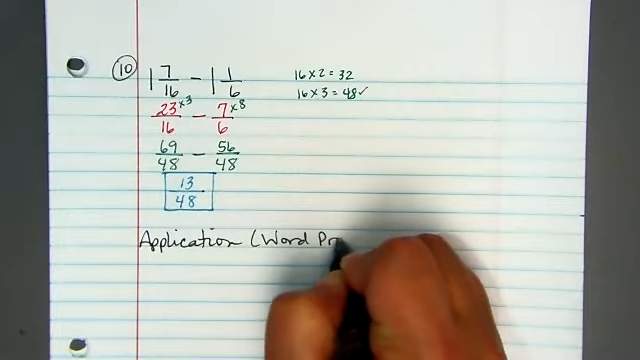 10 1 7/16 - 1 1/6
16 x 2 = 32
16 x 3 = 48 ✓
23/16 x3 - 7/6 x8
69/48 - 56/48
13/48
Application (Word Pr